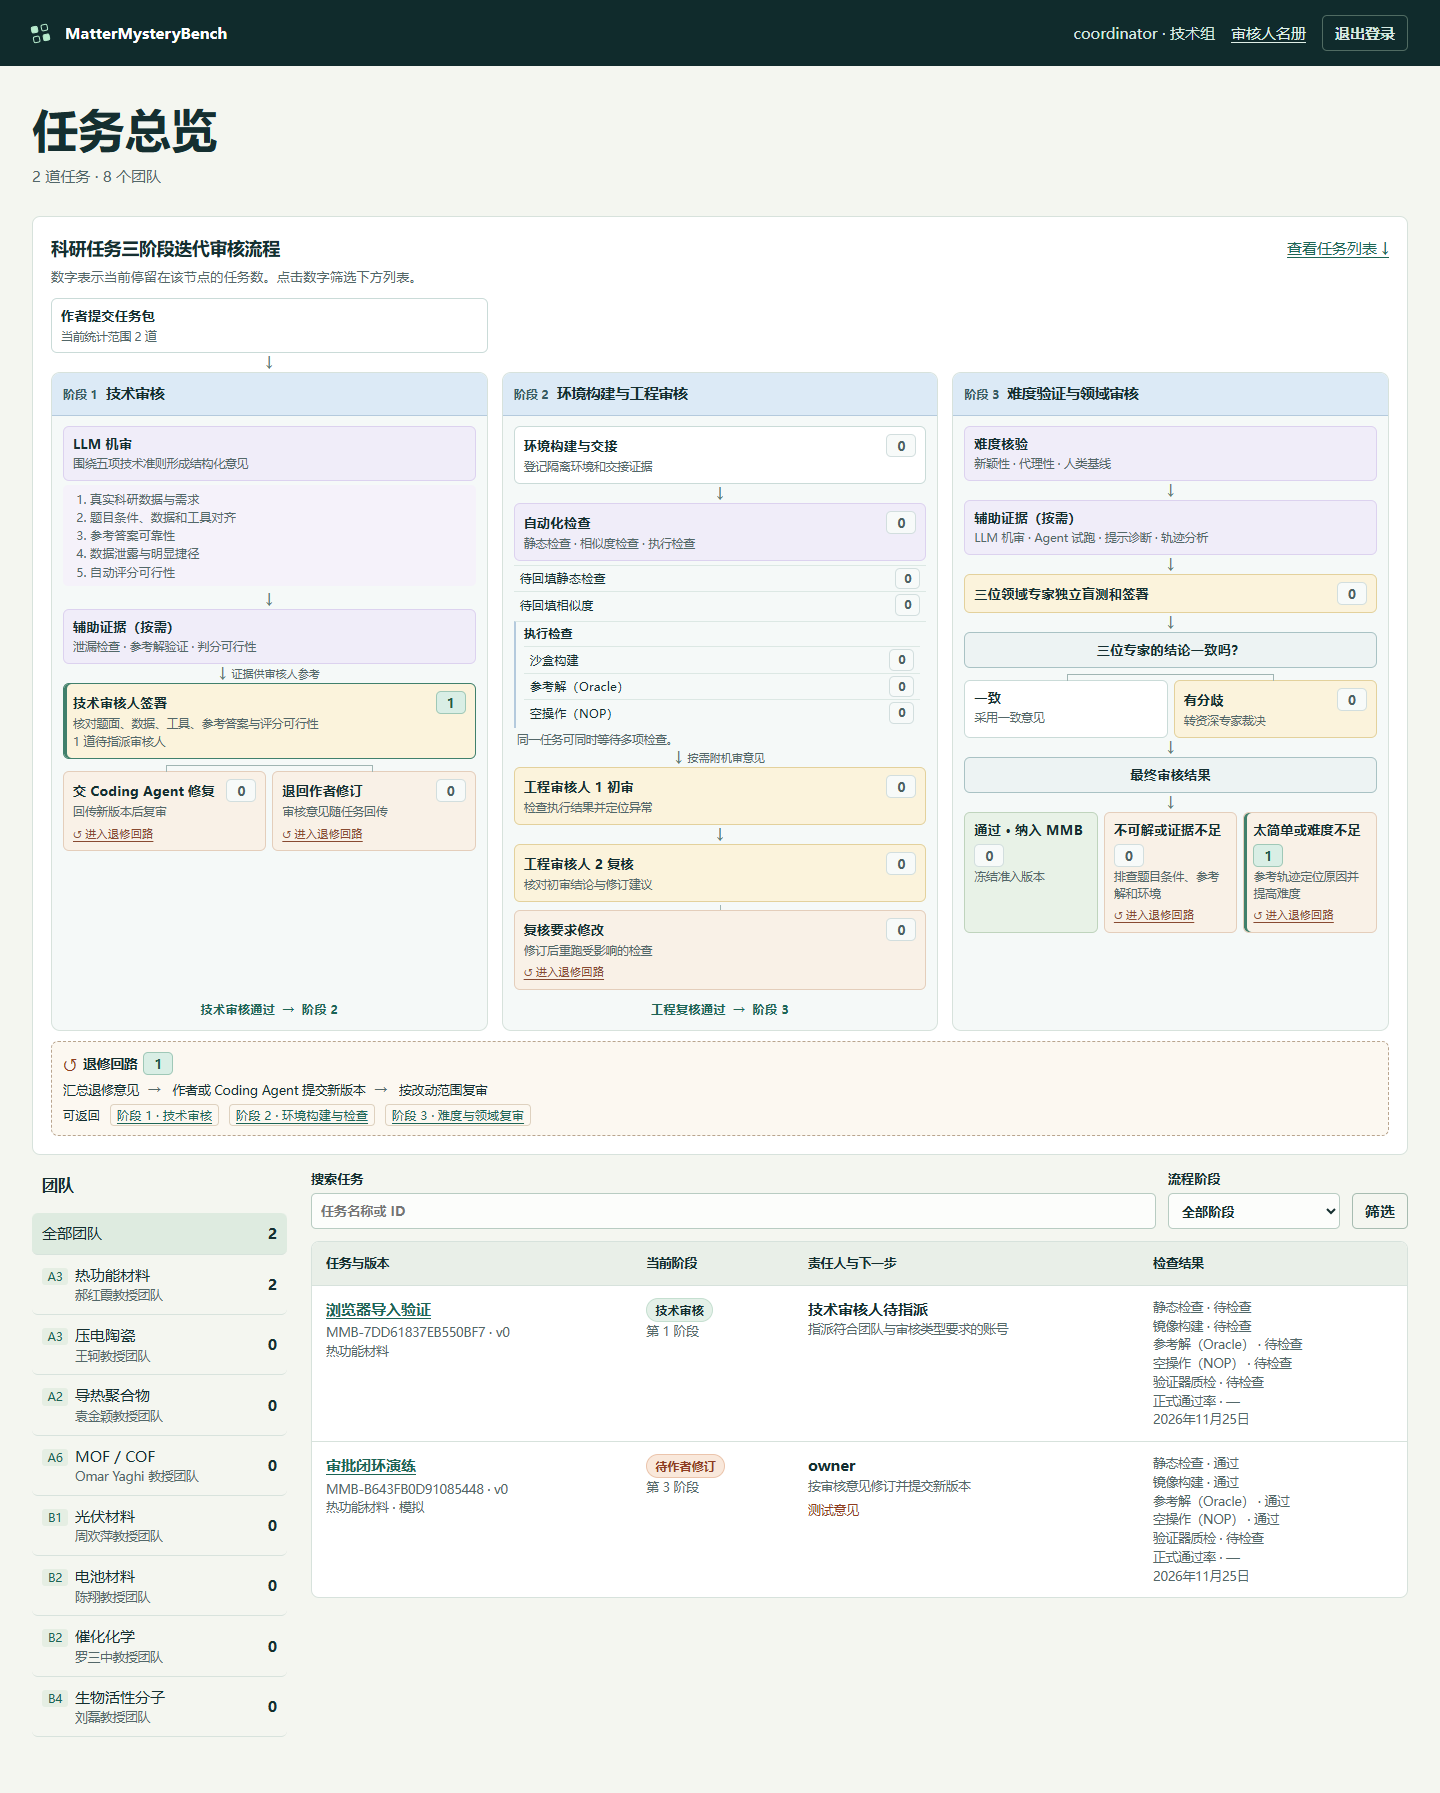 MatterMysteryBench
coordinator · 技术组 审核人名册 退出登录
任务总览
2 道任务 · 8 个团队
科研任务三阶段迭代审核流程
查看任务列表 ↓
数字表示当前停留在该节点的任务数。点击数字筛选下方列表。
作者提交任务包
当前统计范围 2 道
↓
阶段 1 技术审核
LLM 机审
围绕五项技术准则形成结构化意见
1. 真实科研数据与需求
2. 题目条件、数据和工具对齐
3. 参考答案可靠性
4. 数据泄露与明显捷径
5. 自动评分可行性
↓
辅助证据（按需）
泄漏检查 · 参考解验证 · 判分可行性
↓ 证据供审核人参考
技术审核人签署 1
核对题面、数据、工具、参考答案与评分可行性
1 道待指派审核人
交 Coding Agent 修复 0
回传新版本后复审
↺ 进入退修回路
退回作者修订 0
审核意见随任务回传
↺ 进入退修回路
技术审核通过 → 阶段 2
阶段 2 环境构建与工程审核
环境构建与交接 0
登记隔离环境和交接证据
↓
自动化检查 0
静态检查 · 相似度检查 · 执行检查
待回填静态检查 0
待回填相似度 0
执行检查
沙盒构建 0
参考解（Oracle） 0
空操作（NOP） 0
同一任务可同时等待多项检查。
↓ 按需附机审意见
工程审核人 1 初审 0
检查执行结果并定位异常
↓
工程审核人 2 复核 0
核对初审结论与修订建议
复核要求修改 0
修订后重跑受影响的检查
↺ 进入退修回路
工程复核通过 → 阶段 3
阶段 3 难度验证与领域审核
难度核验
新颖性 · 代理性 · 人类基线
↓
辅助证据（按需）
LLM 机审 · Agent 试跑 · 提示诊断 · 轨迹分析
↓
三位领域专家独立盲测和签署 0
↓
三位专家的结论一致吗？
一致
采用一致意见
有分歧 0
转资深专家裁决
↓
最终审核结果
↓
通过 · 纳入 MMB
0
冻结准入版本
不可解或证据不足
0
排查题目条件、参考
解和环境
↺ 进入退修回路
太简单或难度不足
1
参考轨迹定位原因并
提高难度
↺ 进入退修回路
↺ 退修回路 1
汇总退修意见 → 作者或 Coding Agent 提交新版本 → 按改动范围复审
可返回 阶段 1 · 技术审核 阶段 2 · 环境构建与检查 阶段 3 · 难度与领域复审
团队
全部团队 2
A3 热功能材料 2
郝红霞教授团队
A3 压电陶瓷 0
王轲教授团队
A2 导热聚合物 0
袁金颖教授团队
A6 MOF / COF 0
Omar Yaghi 教授团队
B1 光伏材料 0
周欢萍教授团队
B2 电池材料 0
陈翔教授团队
B2 催化化学 0
罗三中教授团队
B4 生物活性分子 0
刘磊教授团队
搜索任务
任务名称或 ID
流程阶段
全部阶段
筛选
任务与版本 当前阶段 责任人与下一步 检查结果
浏览器导入验证
MMB-7DD61837EB550BF7 · v0
热功能材料
技术审核
第 1 阶段
技术审核人待指派
指派符合团队与审核类型要求的账号
静态检查 · 待检查
镜像构建 · 待检查
参考解（Oracle） · 待检查
空操作（NOP） · 待检查
验证器质检 · 待检查
正式通过率 · —
2026年11月25日
审批闭环演练
MMB-B643FB0D91085448 · v0
热功能材料 · 模拟
待作者修订
第 3 阶段
owner
按审核意见修订并提交新版本
测试意见
静态检查 · 通过
镜像构建 · 通过
参考解（Oracle） · 通过
空操作（NOP） · 通过
验证器质检 · 待检查
正式通过率 · —
2026年11月25日